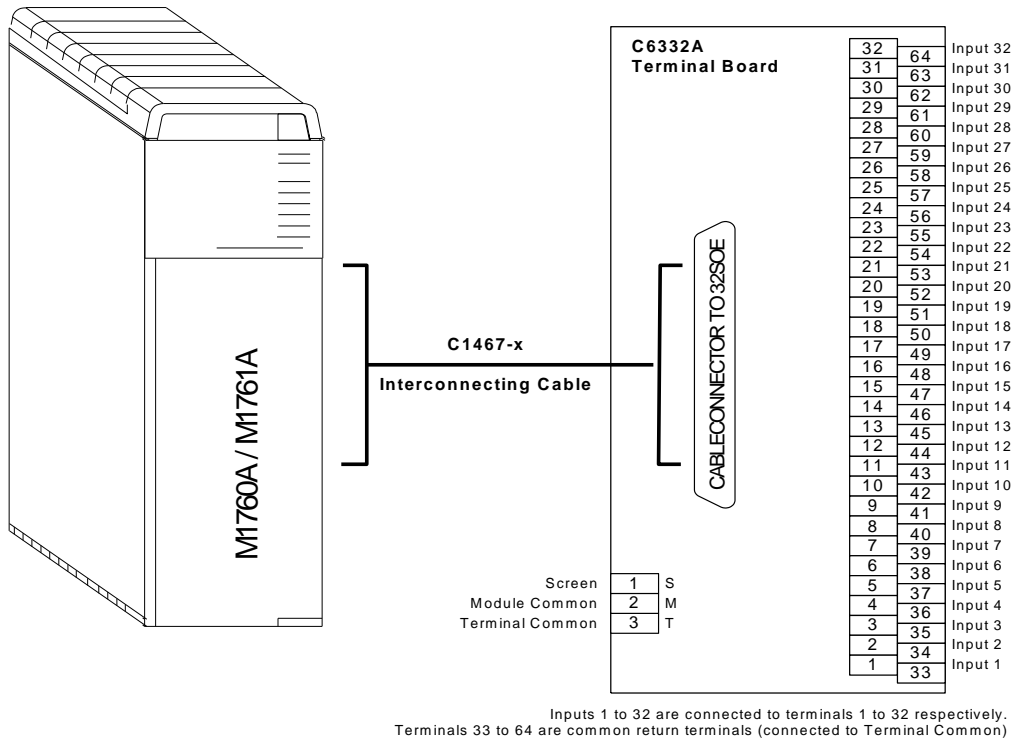 C6332A
Terminal Board
32 64 Input 32
31 63 Input 31
30 62 Input 30
29 61 Input 29
28 60 Input 28
27 59 Input 27
26 58 Input 26
25 57 Input 25
24 56 Input 24
23 55 Input 23
22 54 Input 22
21 53 Input 21
20 52 Input 20
19 51 Input 19
18 50 Input 18
17 49 Input 17
16 48 Input 16
15 47 Input 15
14 46 Input 14
13 45 Input 13
12 44 Input 12
11 43 Input 11
10 42 Input 10
9 41 Input 9
8 40 Input 8
7 39 Input 7
6 38 Input 6
5 37 Input 5
4 36 Input 4
3 35 Input 3
2 34 Input 2
1 33 Input 1
CABLECONNECTOR TO 32SOE
C1467-x
Interconnecting Cable
M1760A / M1761A
Screen 1 S
Module Common 2 M
Terminal Common 3 T
Inputs 1 to 32 are connected to terminals 1 to 32 respectively.
Terminals 33 to 64 are common return terminals (connected to Terminal Common)